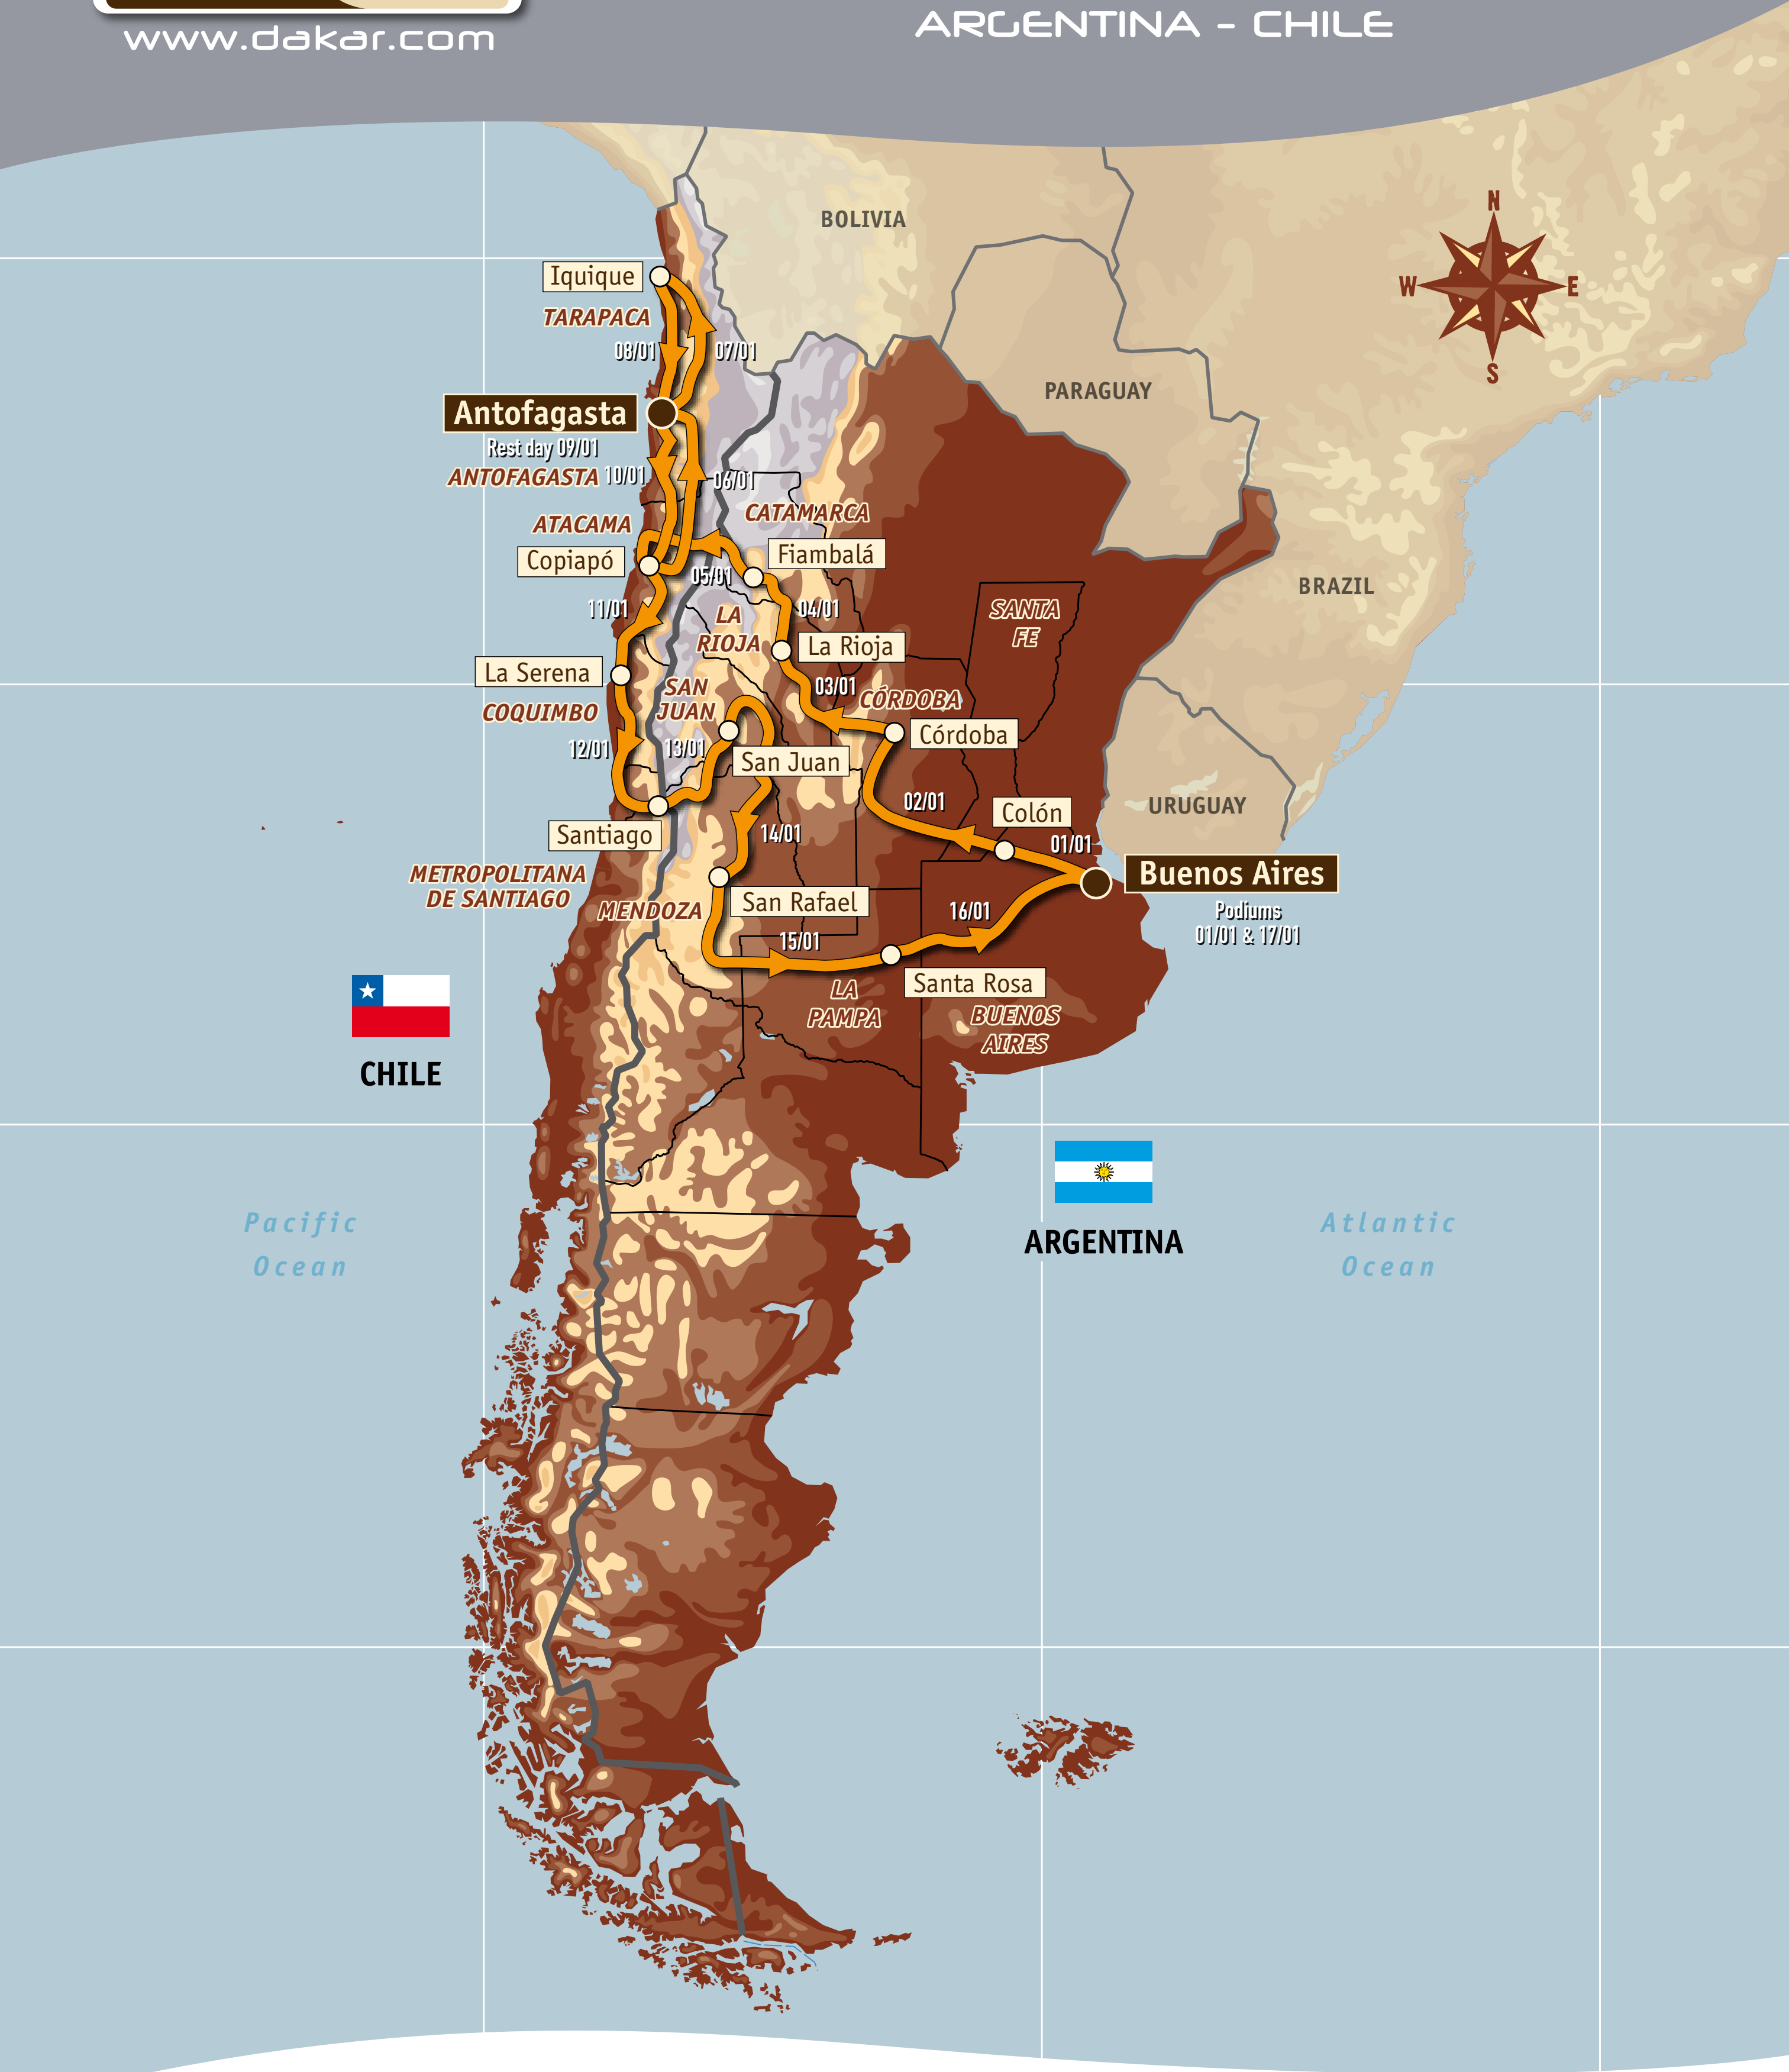 www.dakar.com
ARGENTINA - CHILE
N
W
E
S
BOLIVIA
Iquique
TARAPACA
08/01
07/01
PARAGUAY
Antofagasta
Rest day 09/01
ANTOFAGASTA
10/01
06/01
CATAMARCA
ATACAMA
Copiapó
Fiambalá
05/01
BRAZIL
11/01
04/01
SANTA
FE
LA
RIOJA
La Rioja
La Serena
03/01
SAN
JUAN
CÓRDOBA
COQUIMBO
12/01
13/01
Córdoba
San Juan
02/01
Colón
URUGUAY
Santiago
14/01
01/01
METROPOLITANA
DE SANTIAGO
Buenos Aires
Podiums
01/01 & 17/01
MENDOZA
San Rafael
16/01
15/01
Santa Rosa
LA
PAMPA
BUENOS
AIRES
CHILE
Pacific
Ocean
ARGENTINA
Atlantic
Ocean